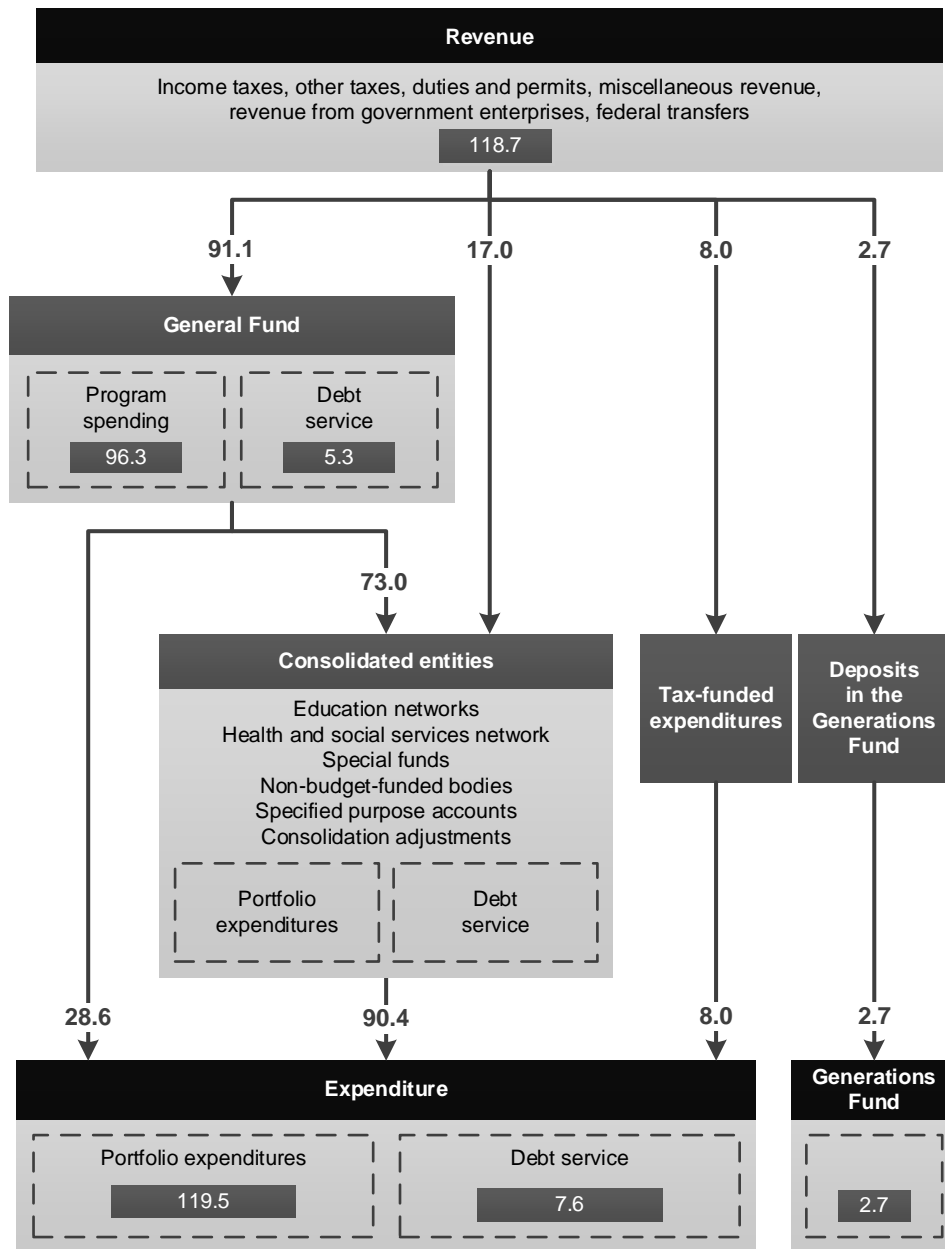 Revenue
Income taxes, other taxes, duties and permits, miscellaneous revenue,
revenue from government enterprises, federal transfers
118.7
91.1
17.0
8.0
2.7
General Fund
Program
spending
96.3
Debt
service
5.3
73.0
Consolidated entities
Education networks
Health and social services network
Special funds
Non-budget-funded bodies
Specified purpose accounts
Consolidation adjustments
Portfolio
expenditures
Debt
service
Tax-funded
expenditures
Deposits
in the
Generations
Fund
28.6
90.4
8.0
2.7
Expenditure
Portfolio expenditures
119.5
Debt service
7.6
Generations
Fund
2.7